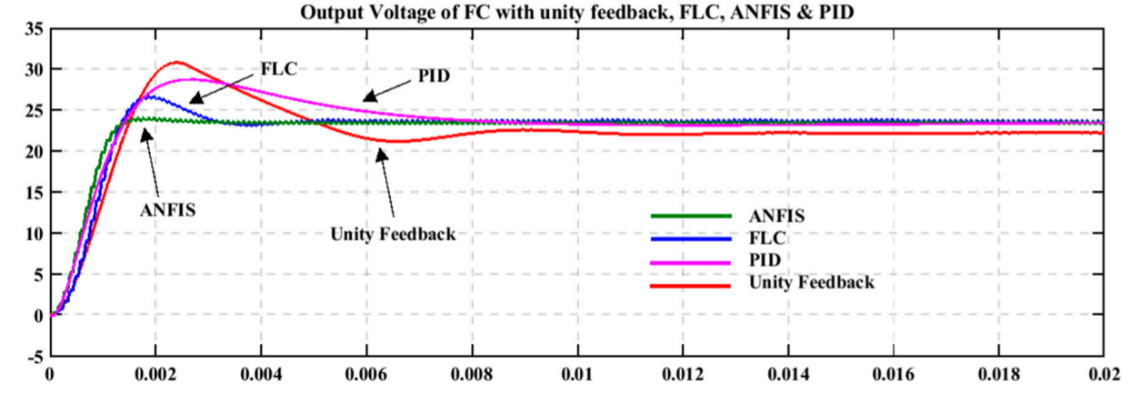 Output Voltage of FC with unity feedback, FLC, ANFIS & PID
35
30
25
20
15
10
5
0
-5
FLC
PID
ANFIS
Unity Feedback
ANFIS
FLC
PID
Unity Feedback
0 0.002 0.004 0.006 0.008 0.01 0.012 0.014 0.016 0.018 0.02